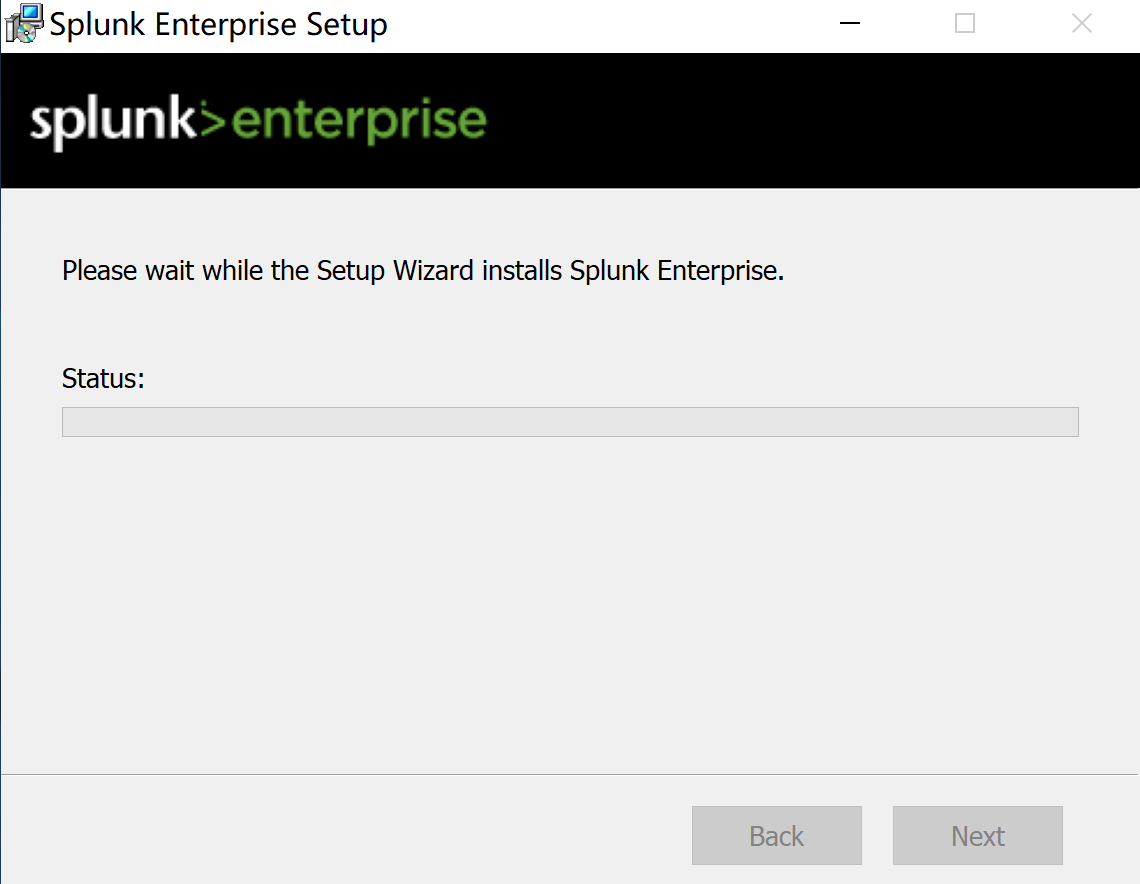 Splunk Enterprise Setup
splunk>enterprise
Please wait while the Setup Wizard installs Splunk Enterprise.
Status:
Back
Next